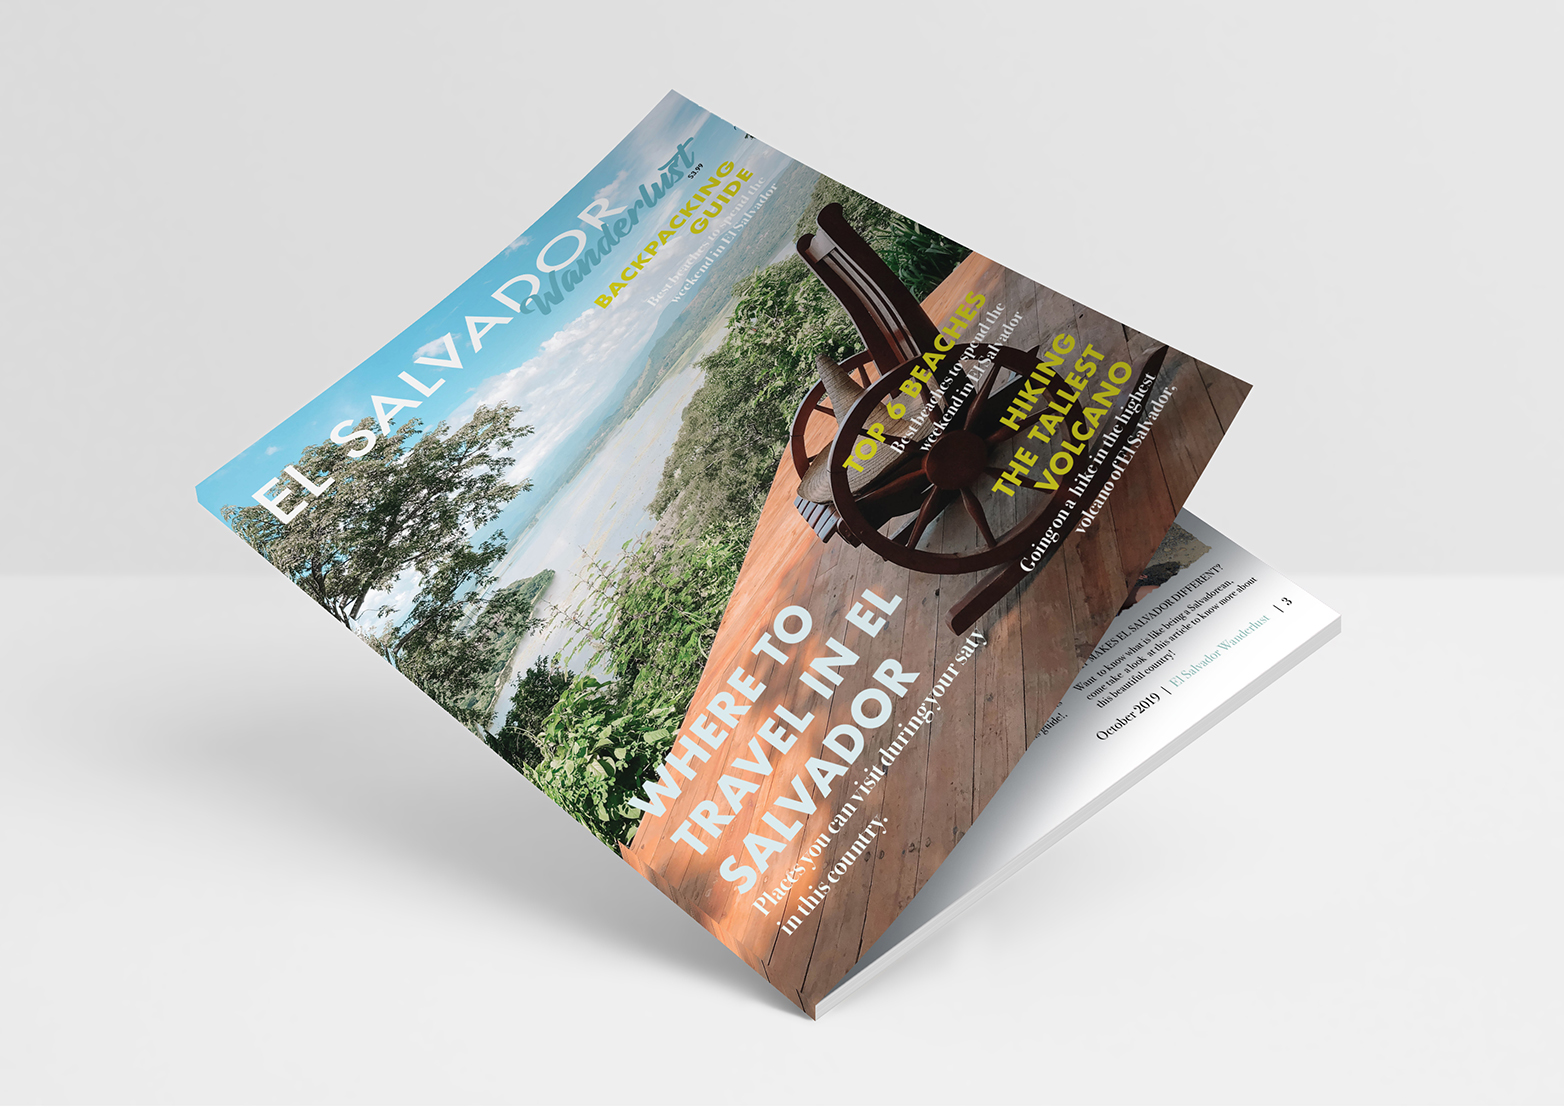 EL SALVADOR
Wanderlust
$3.99
BACKPACKING
GUIDE
Best beaches to spend the
weekend in El Salvador
TOP 6 BEACHES
Best beaches to spend the
weekend in El Salvador
HIKING
THE TALLEST
VOLCANO
Going on a hike in the highest
volcano of El Salvador,
WHERE TO
TRAVEL IN EL
SALVADOR
Places you can visit during your saty
in this country.
MAKES EL SALVADOR DIFFERENT?
Want to know what is like being a Salvadorean,
come take a look at this article to know more about
this beautiful country!
guide!.
October 2019 | El Salvador Wanderlust | 3